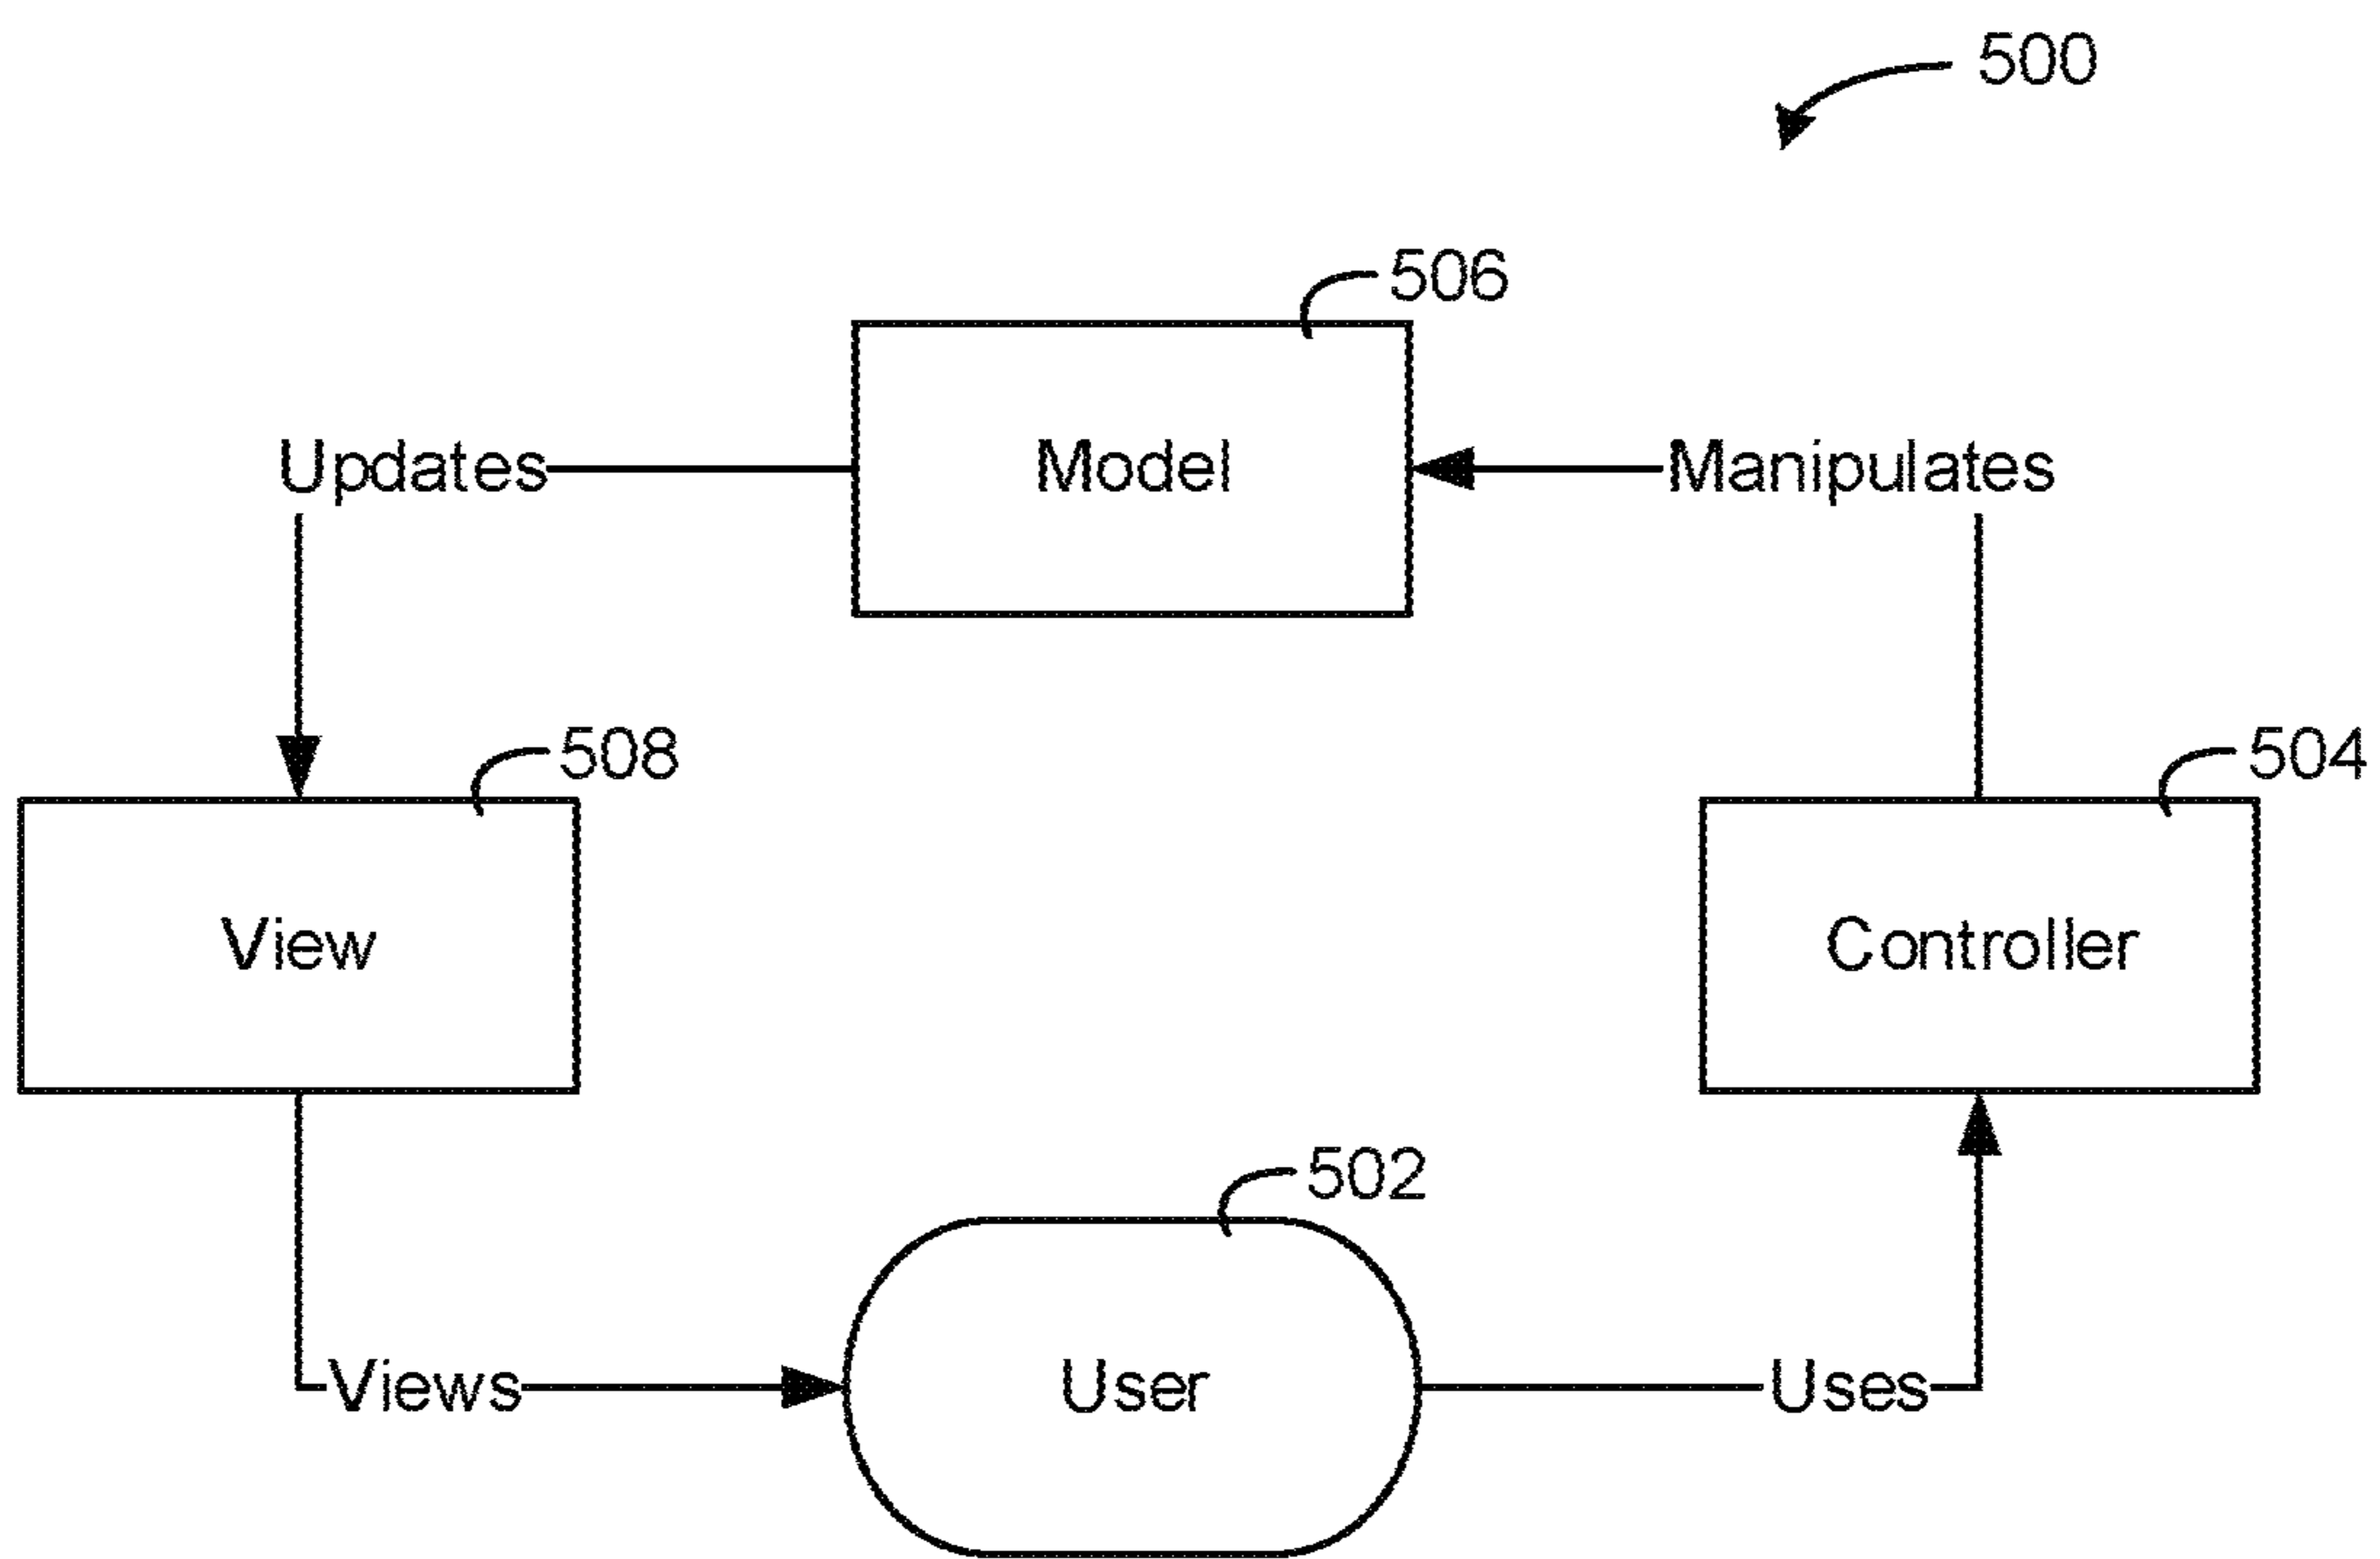 500
506
Updates
Model
Manipulates
508
504
View
Controller
502
Views
User
Uses